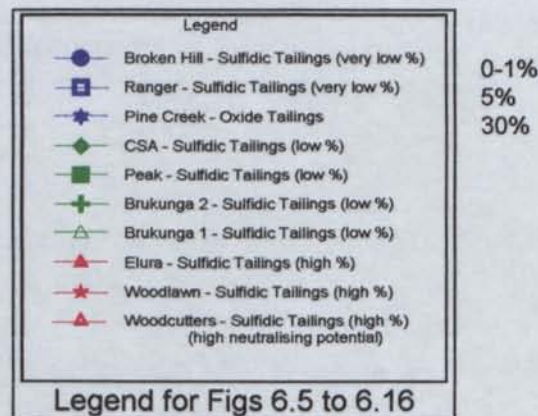 Legend
Broken Hill - Sulfidic Tailings (very low %)
Ranger - Sulfidic Tailings (very low %)
Pine Creek - Oxide Tailings
CSA - Sulfidic Tailings (low %)
Peak - Sulfidic Tailings (low %)
Brukunga 2 - Sulfidic Tailings (low %)
Brukunga 1 - Sulfidic Tailings (low %)
Elura - Sulfidic Tailings (high %)
Woodlawn - Sulfidic Tailings (high %)
Woodcutters - Sulfidic Tailings (high %)
(high neutralising potential)
Legend for Figs 6.5 to 6.16
0-1%
5%
30%